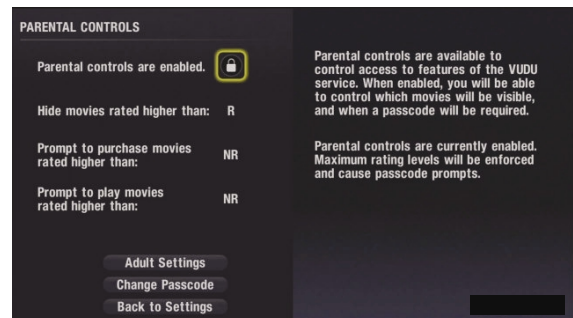 PARENTAL CONTROLS
Parental controls are enabled.
Hide movies rated higher than: R
Prompt to purchase movies
rated higher than: NR
Prompt to play movies
rated higher than: NR
Adult Settings
Change Passcode
Back to Settings
Parental controls are available to
control access to features of the VUDU
service. When enabled, you will be able
to control which movies will be visible,
and when a passcode will be required.
Parental controls are currently enabled.
Maximum rating levels will be enforced
and cause passcode prompts.